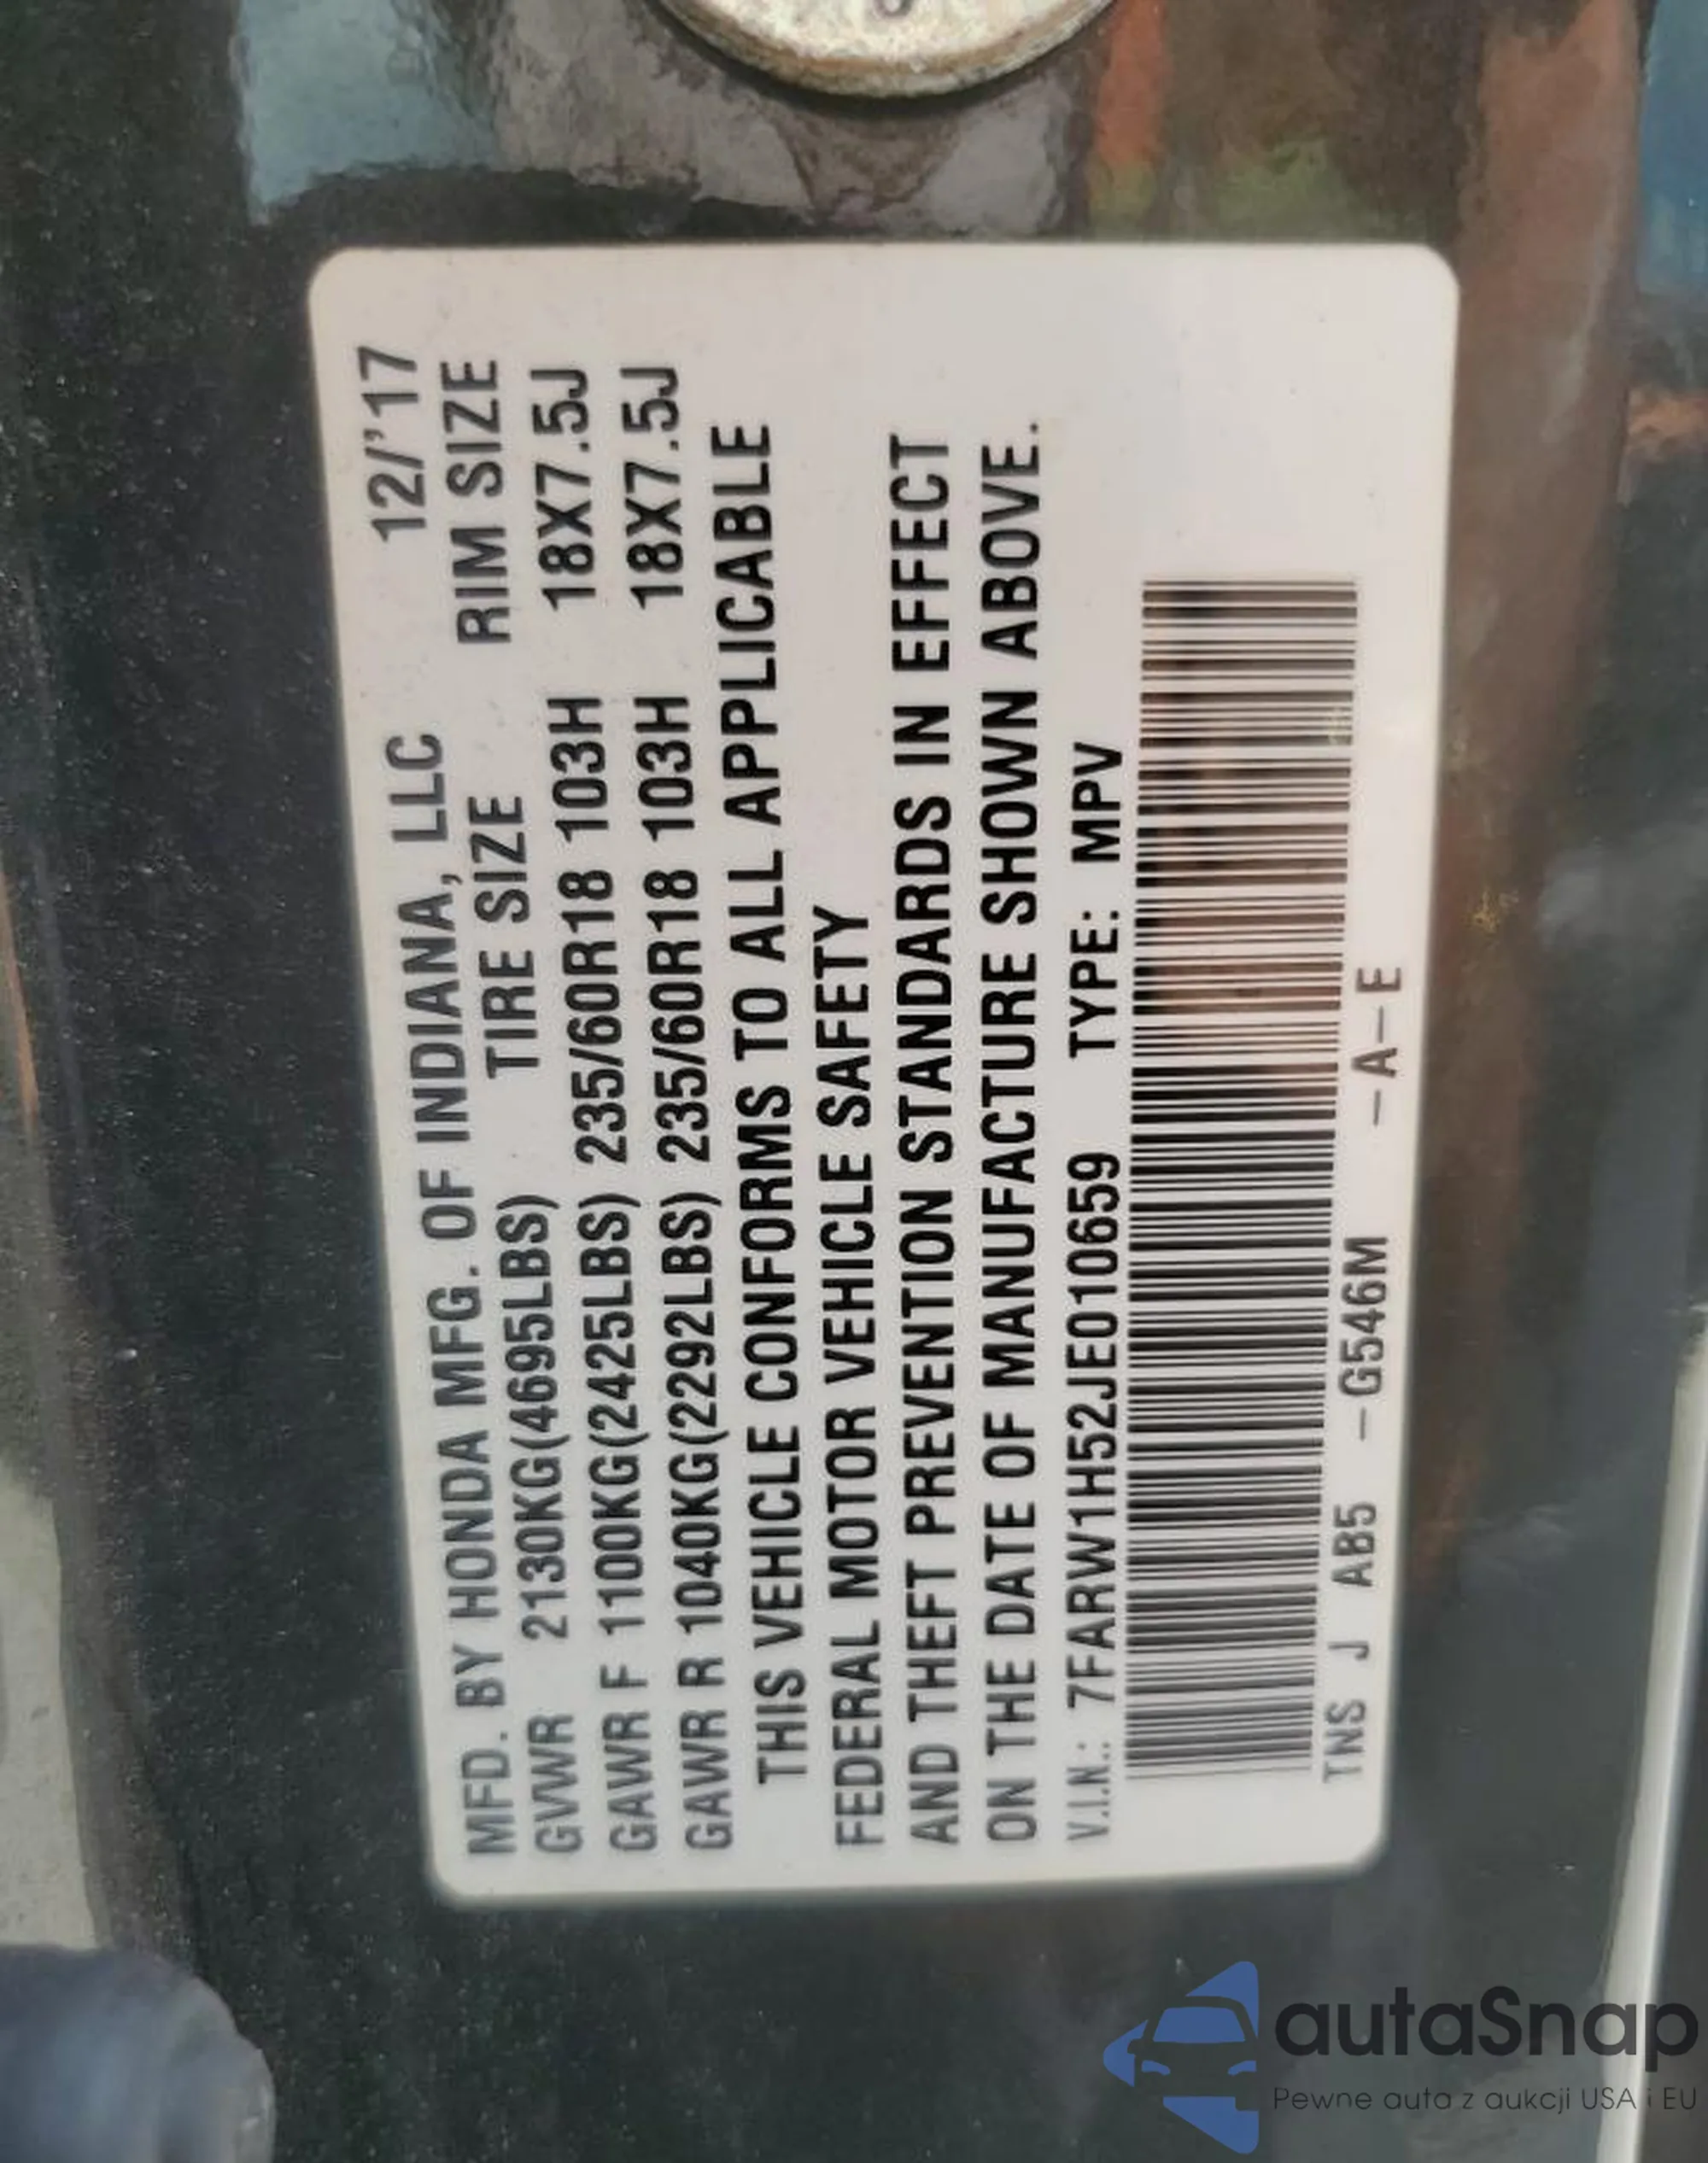 MFD. BY HONDA MFG. OF INDIANA, LLC 12/'17
GVWR 2130KG(4695LBS) TIRE SIZE RIM SIZE
GAWR F 1100KG(2425LBS) 235/60R18 103H 18X7.5J
GAWR R 1040KG(2292LBS) 235/60R18 103H 18X7.5J
THIS VEHICLE CONFORMS TO ALL APPLICABLE
FEDERAL MOTOR VEHICLE SAFETY
AND THEFT PREVENTION STANDARDS IN EFFECT
ON THE DATE OF MANUFACTURE SHOWN ABOVE.
V.I.N.: 7FARW1H52JE010659 TYPE: MPV
TNS J AB5 -G546M -A-E
autaSnap
Pewne auta z aukcji USA i EU